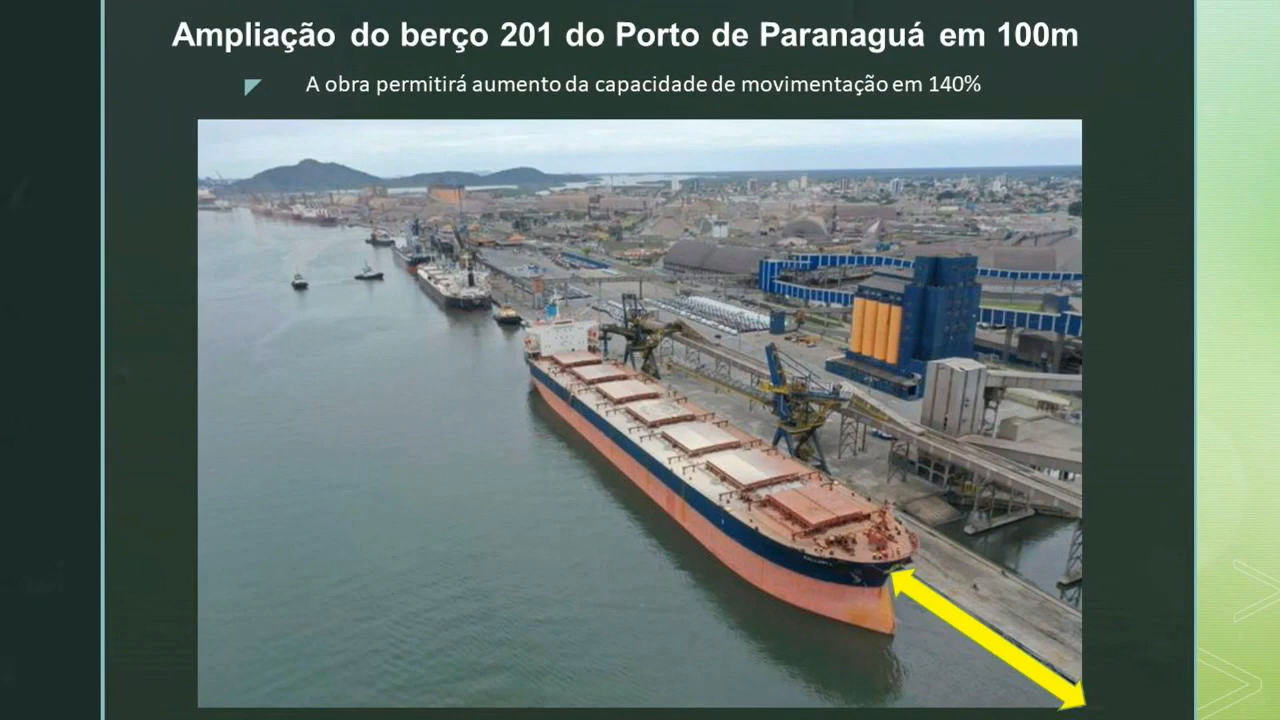 Ampliação do berço 201 do Porto de Paranaguá em 100m
A obra permitirá aumento da capacidade de movimentação em 140%